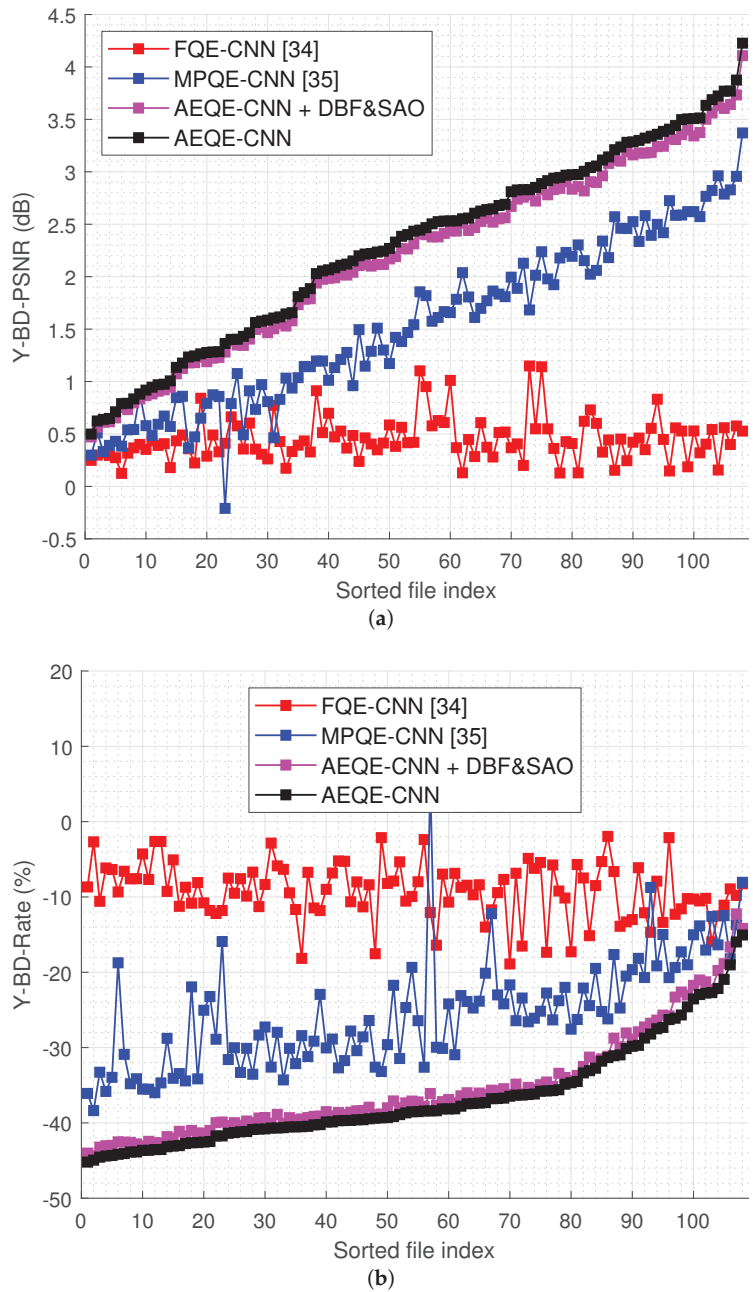 4.5
4
3.5
3
2.5
2
1.5
1
0.5
0
-0.5
Y-BD-PSNR (dB)
FQE-CNN [34]
MPQE-CNN [35]
AEQE-CNN + DBF&SAO
AEQE-CNN
0 10 20 30 40 50 60 70 80 90 100
Sorted file index
(a)
20
10
0
-10
-20
-30
-40
-50
Y-BD-Rate (%)
FQE-CNN [34]
MPQE-CNN [35]
AEQE-CNN + DBF&SAO
AEQE-CNN
0 10 20 30 40 50 60 70 80 90 100
Sorted file index
(b)